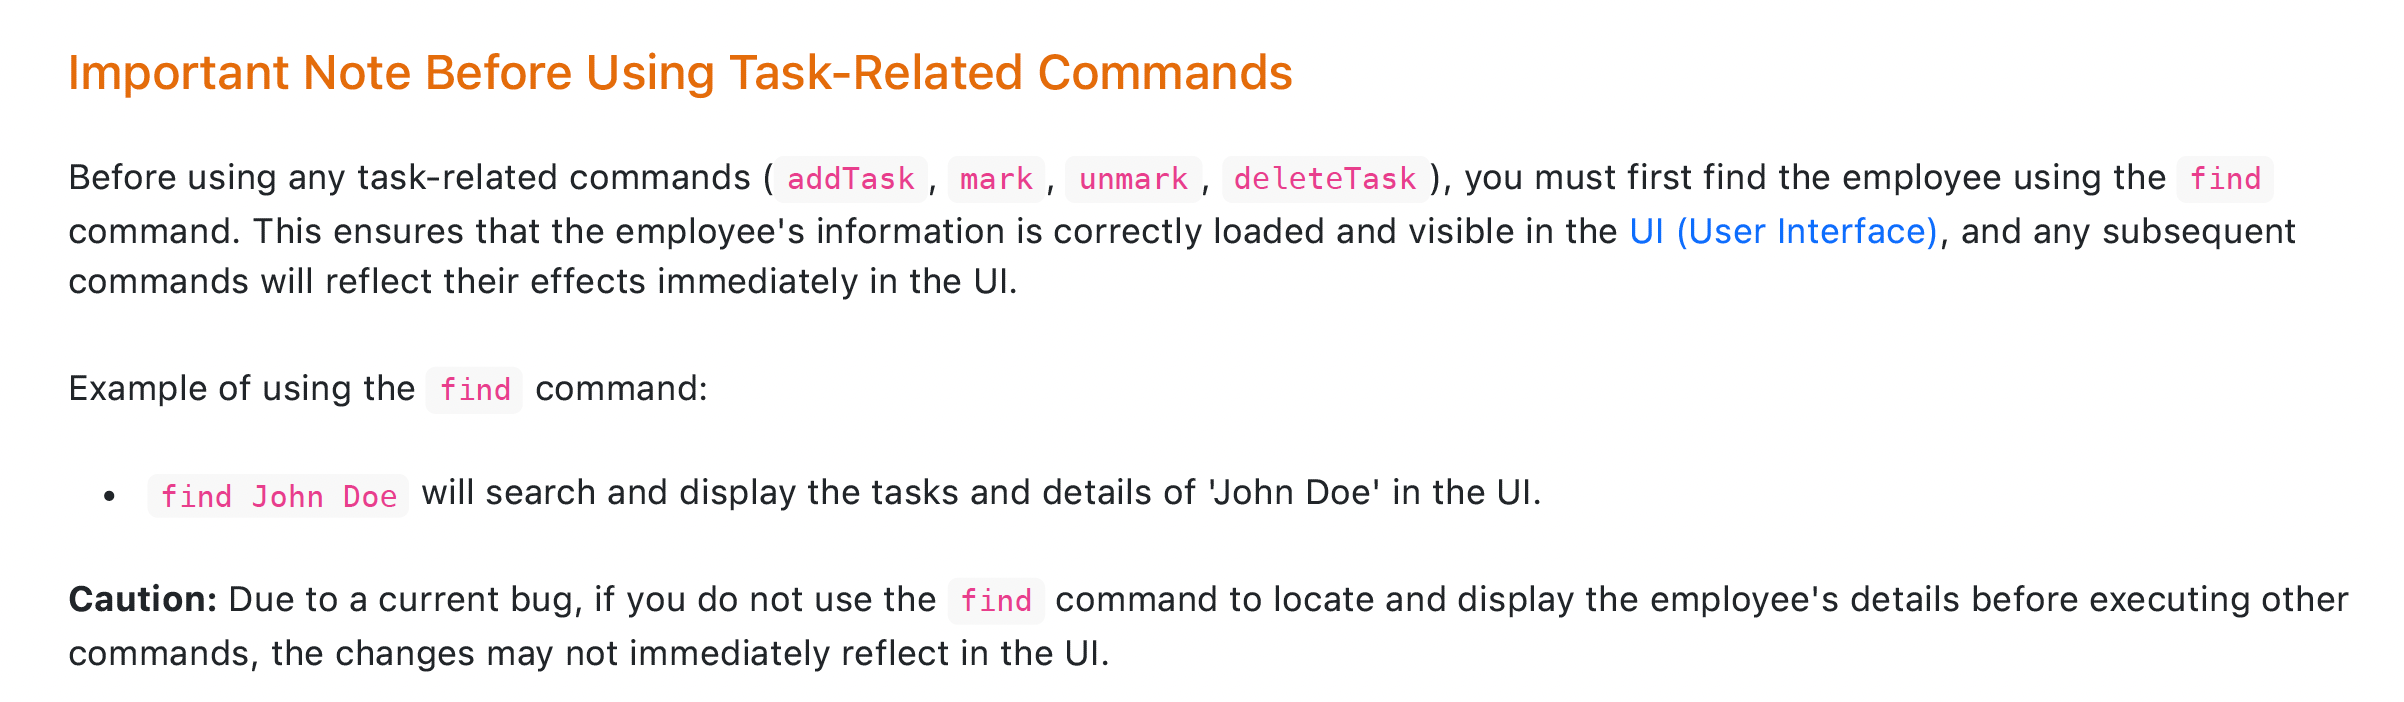 Important Note Before Using Task-Related Commands
Before using any task-related commands ( addTask , mark , unmark , deleteTask ), you must first find the employee using the find
command. This ensures that the employee's information is correctly loaded and visible in the UI (User Interface), and any subsequent
commands will reflect their effects immediately in the UI.
Example of using the find command:
• find John Doe will search and display the tasks and details of 'John Doe' in the UI.
Caution: Due to a current bug, if you do not use the find command to locate and display the employee's details before executing other
commands, the changes may not immediately reflect in the UI.